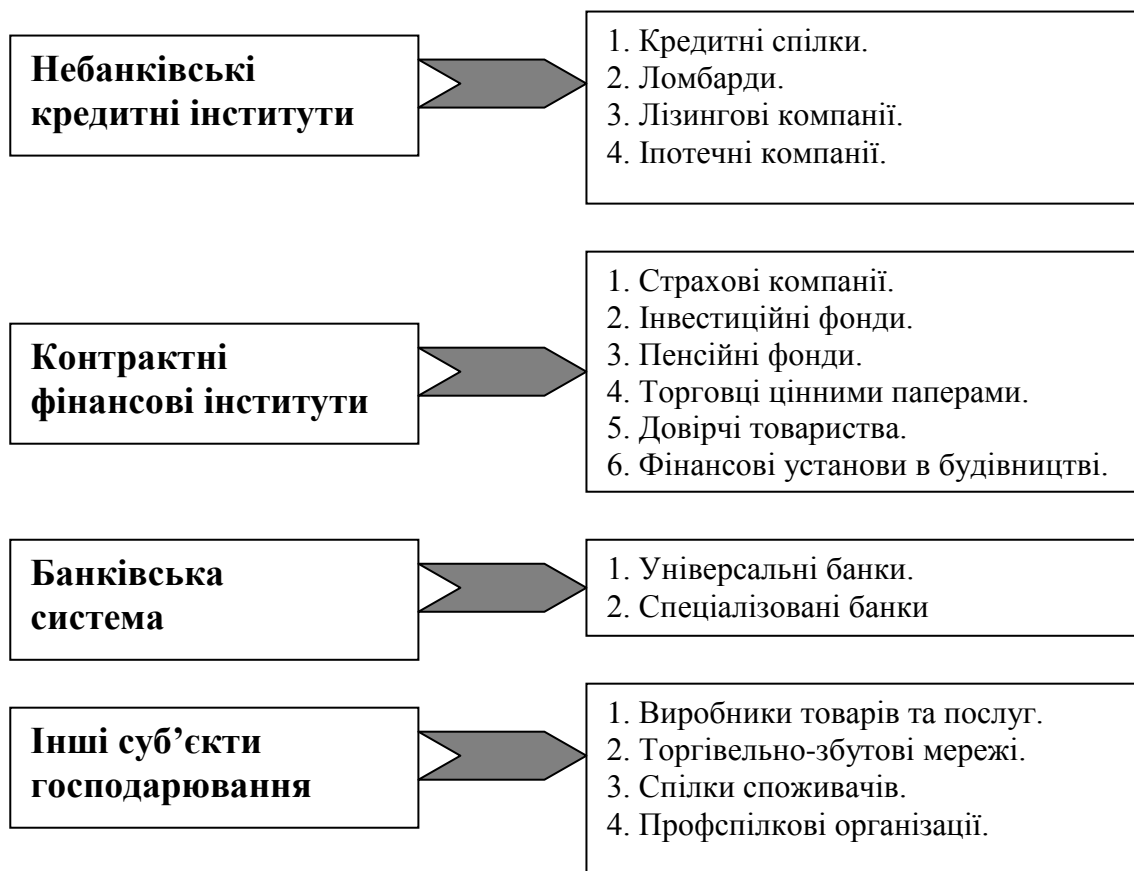 Небанківські
кредитні інститути
1. Кредитні спілки.
2. Ломбарди.
3. Лізингові компанії.
4. Іпотечні компанії.
Контрактні
фінансові інститути
1. Страхові компанії.
2. Інвестиційні фонди.
3. Пенсійні фонди.
4. Торговці цінними паперами.
5. Довірчі товариства.
6. Фінансові установи в будівництві.
Банківська
система
1. Універсальні банки.
2. Спеціалізовані банки
Інші суб’єкти
господарювання
1. Виробники товарів та послуг.
2. Торгівельно-збутові мережі.
3. Спілки споживачів.
4. Профспілкові організації.